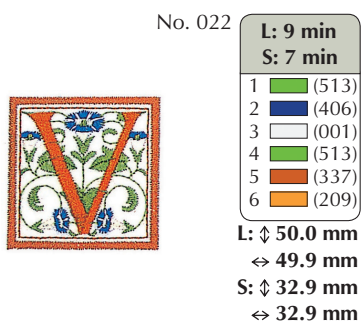 No. 022
L: 9 min
S: 7 min
1 (513)
2 (406)
3 (001)
4 (513)
5 (337)
6 (209)
L: ⇕ 50.0 mm
⇔ 49.9 mm
S: ⇕ 32.9 mm
⇔ 32.9 mm
V